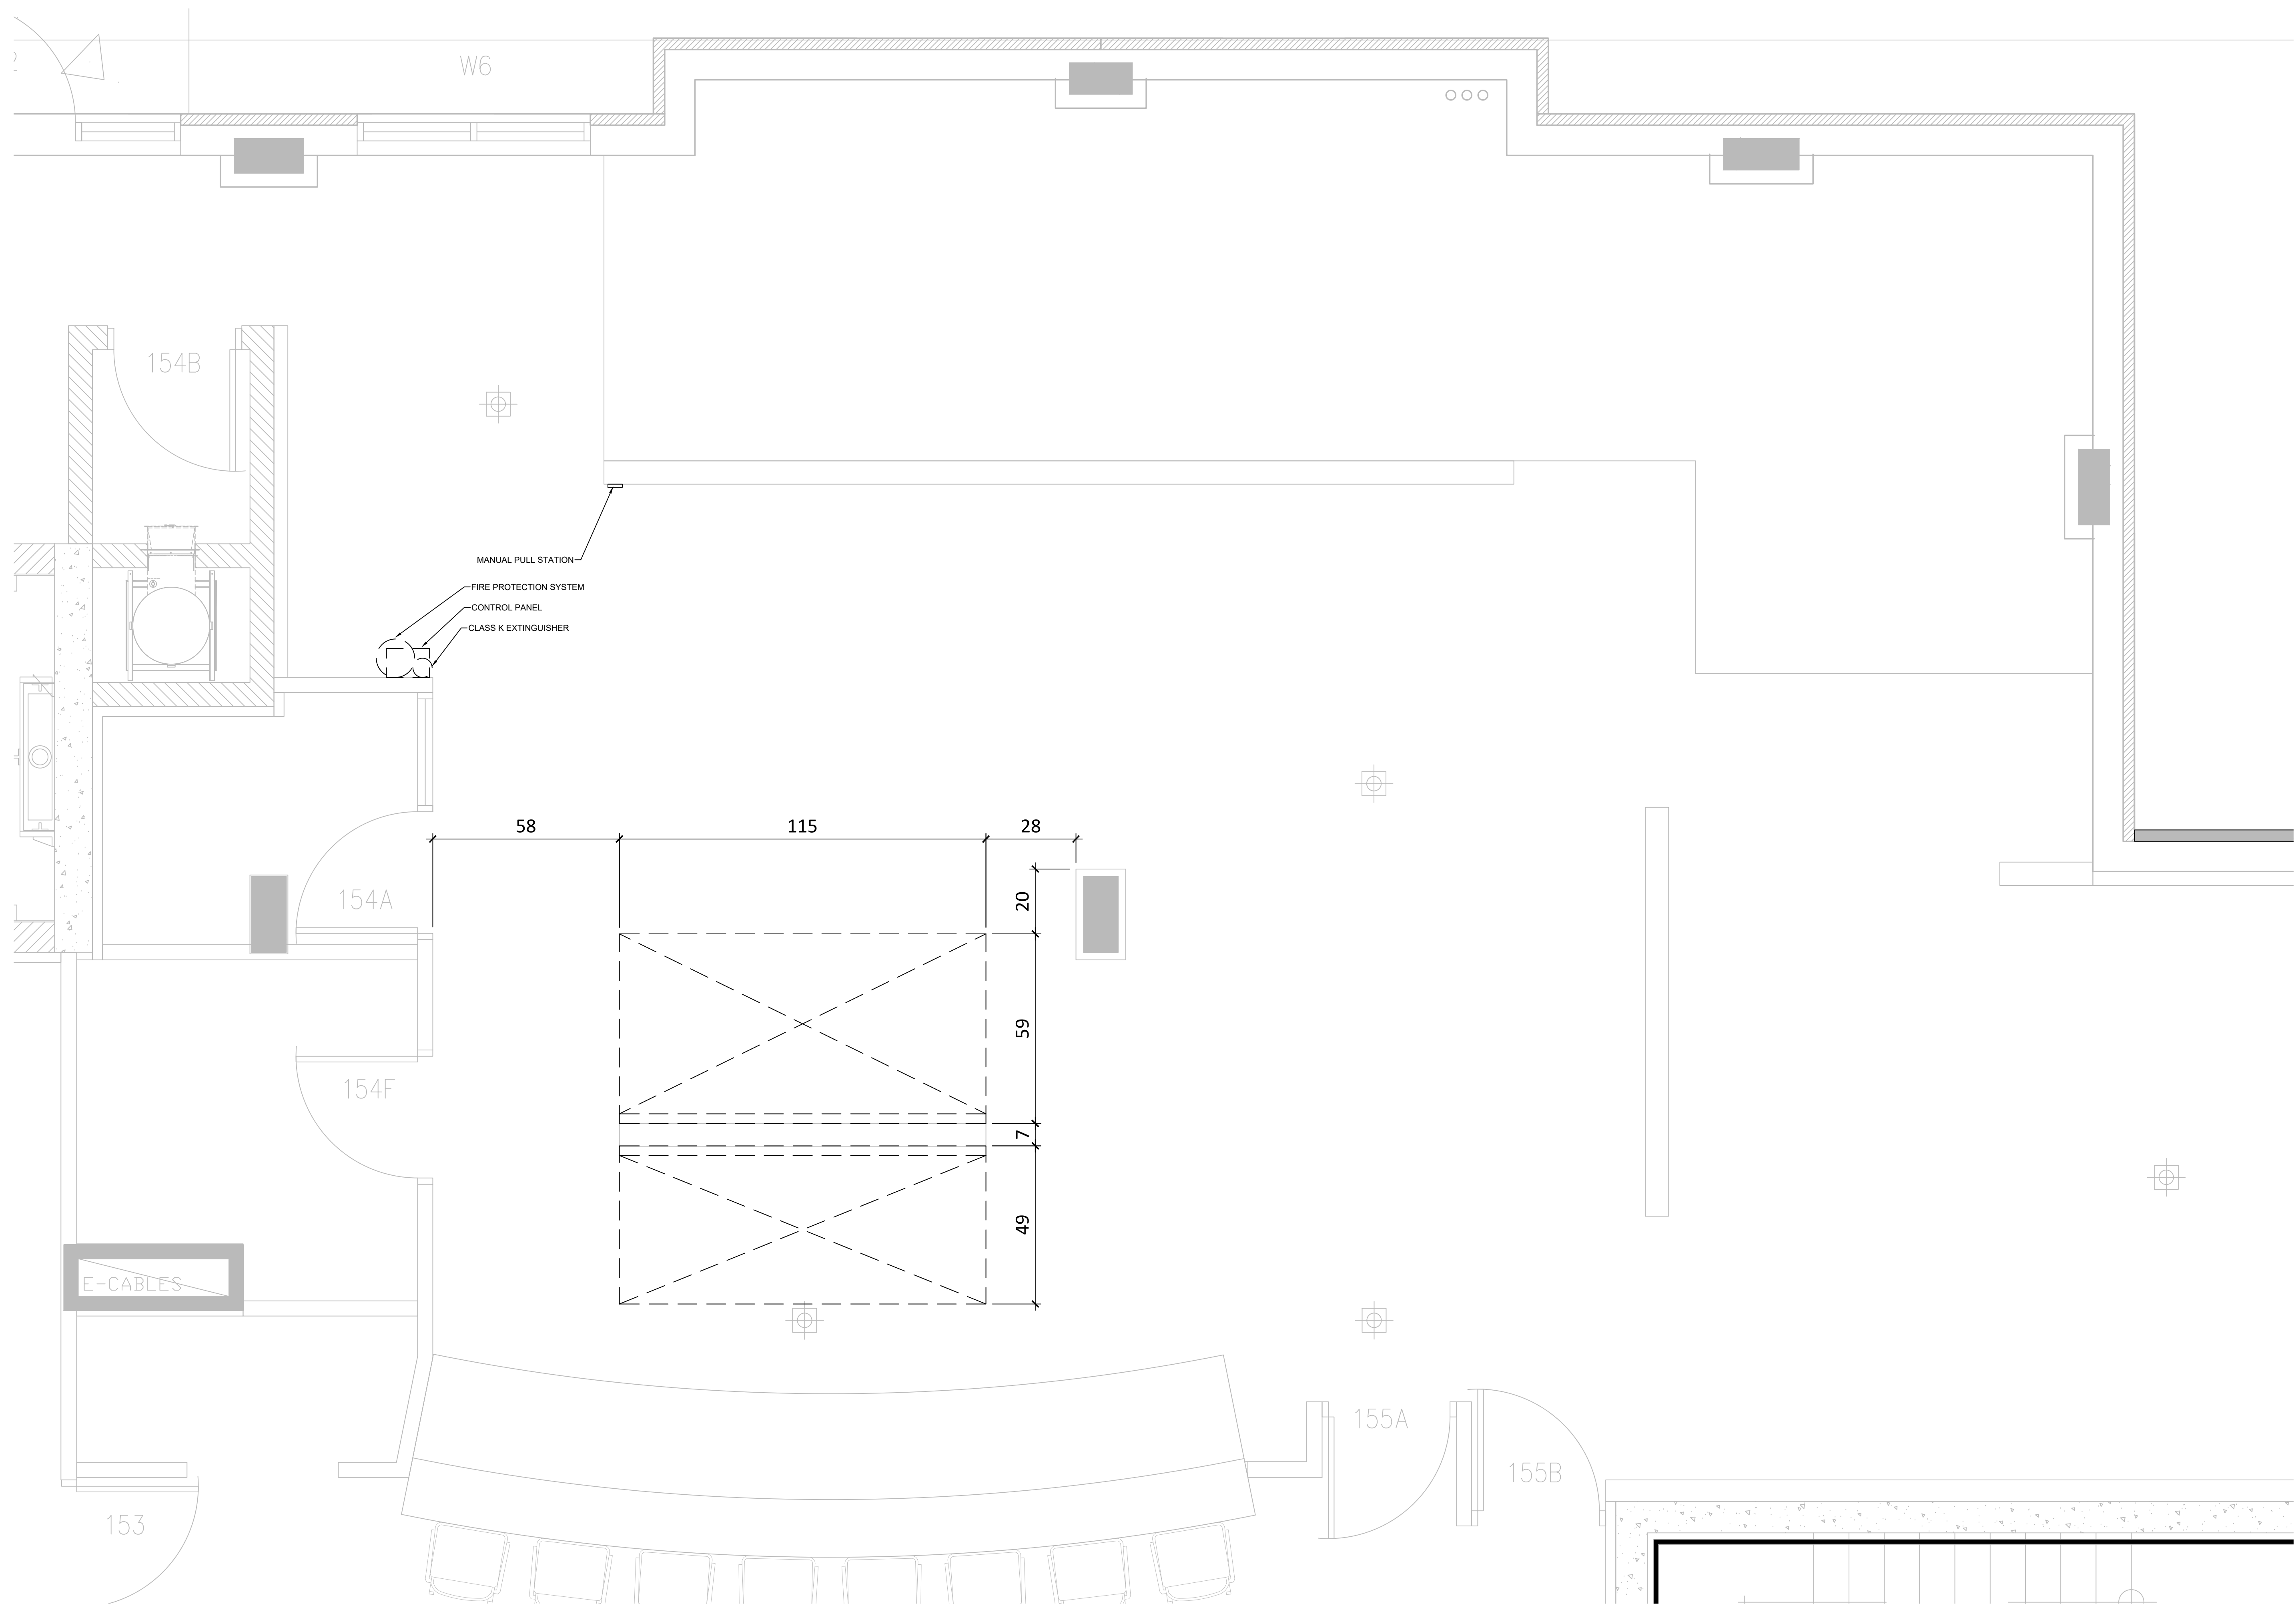 W6
154B
MANUAL PULL STATION
FIRE PROTECTION SYSTEM
CONTROL PANEL
CLASS K EXTINGUISHER
58
115
28
20
154A
59
154F
7
49
E-CABLES
155A
155B
153